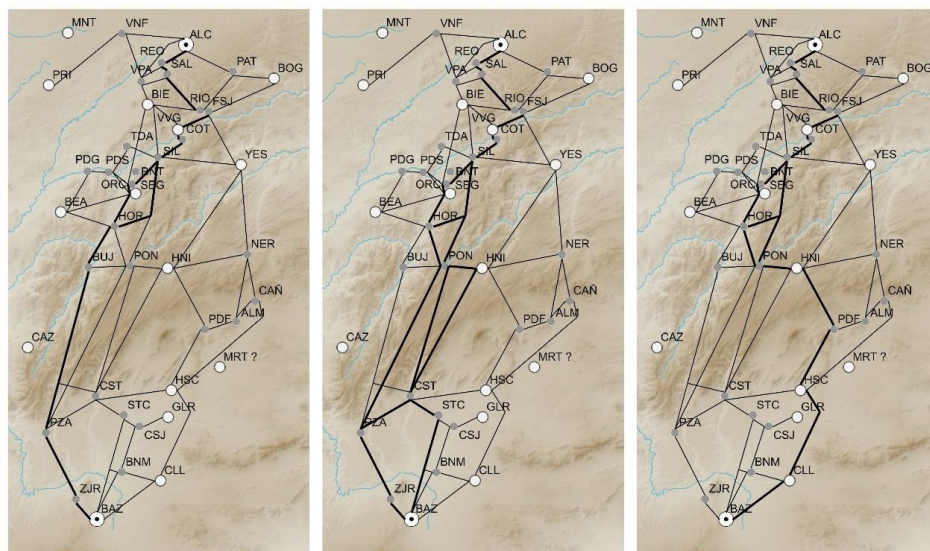 MNT
VNF
ALC
REO
SAL
PAT
PRI
VPA
BOG
BIE
RIO
FSJ
VVG
COT
TDA
SIL
YES
PDG
PDS
BNT
ORC
SEG
BEA
HOR
NER
BUJ
PON
HNI
CAÑ
PDF
ALM
CAZ
MRT ?
CST
HSC
STC
GLR
PZA
CSJ
BNM
CLL
ZJR
BAZ
MNT
VNF
ALC
REO
SAL
PAT
PRI
VPA
BOG
BIE
RIO
FSJ
VVG
COT
TDA
SIL
YES
PDG
PDS
BNT
ORC
SEG
BEA
HOR
NER
BUJ
PON
HNI
CAÑ
PDF
ALM
CAZ
MRT ?
CST
HSC
STC
GLR
PZA
CSJ
BNM
CLL
ZJR
BAZ
MNT
VNF
ALC
REO
SAL
PAT
PRI
VPA
BOG
BIE
RIO
FSJ
VVG
COT
TDA
SIL
YES
PDG
PDS
BNT
ORC
SEG
BEA
HOR
NER
BUJ
PON
HNI
CAÑ
PDF
ALM
CAZ
MRT ?
CST
HSC
STC
GLR
PZA
CSJ
BNM
CLL
ZJR
BAZ